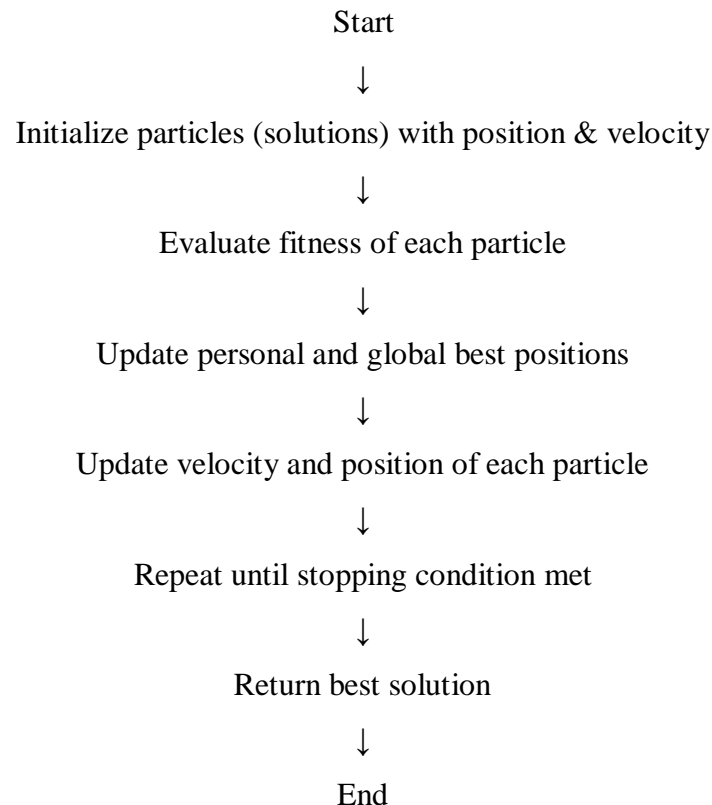 Start
↓
Initialize particles (solutions) with position & velocity
↓
Evaluate fitness of each particle
↓
Update personal and global best positions
↓
Update velocity and position of each particle
↓
Repeat until stopping condition met
↓
Return best solution
↓
End